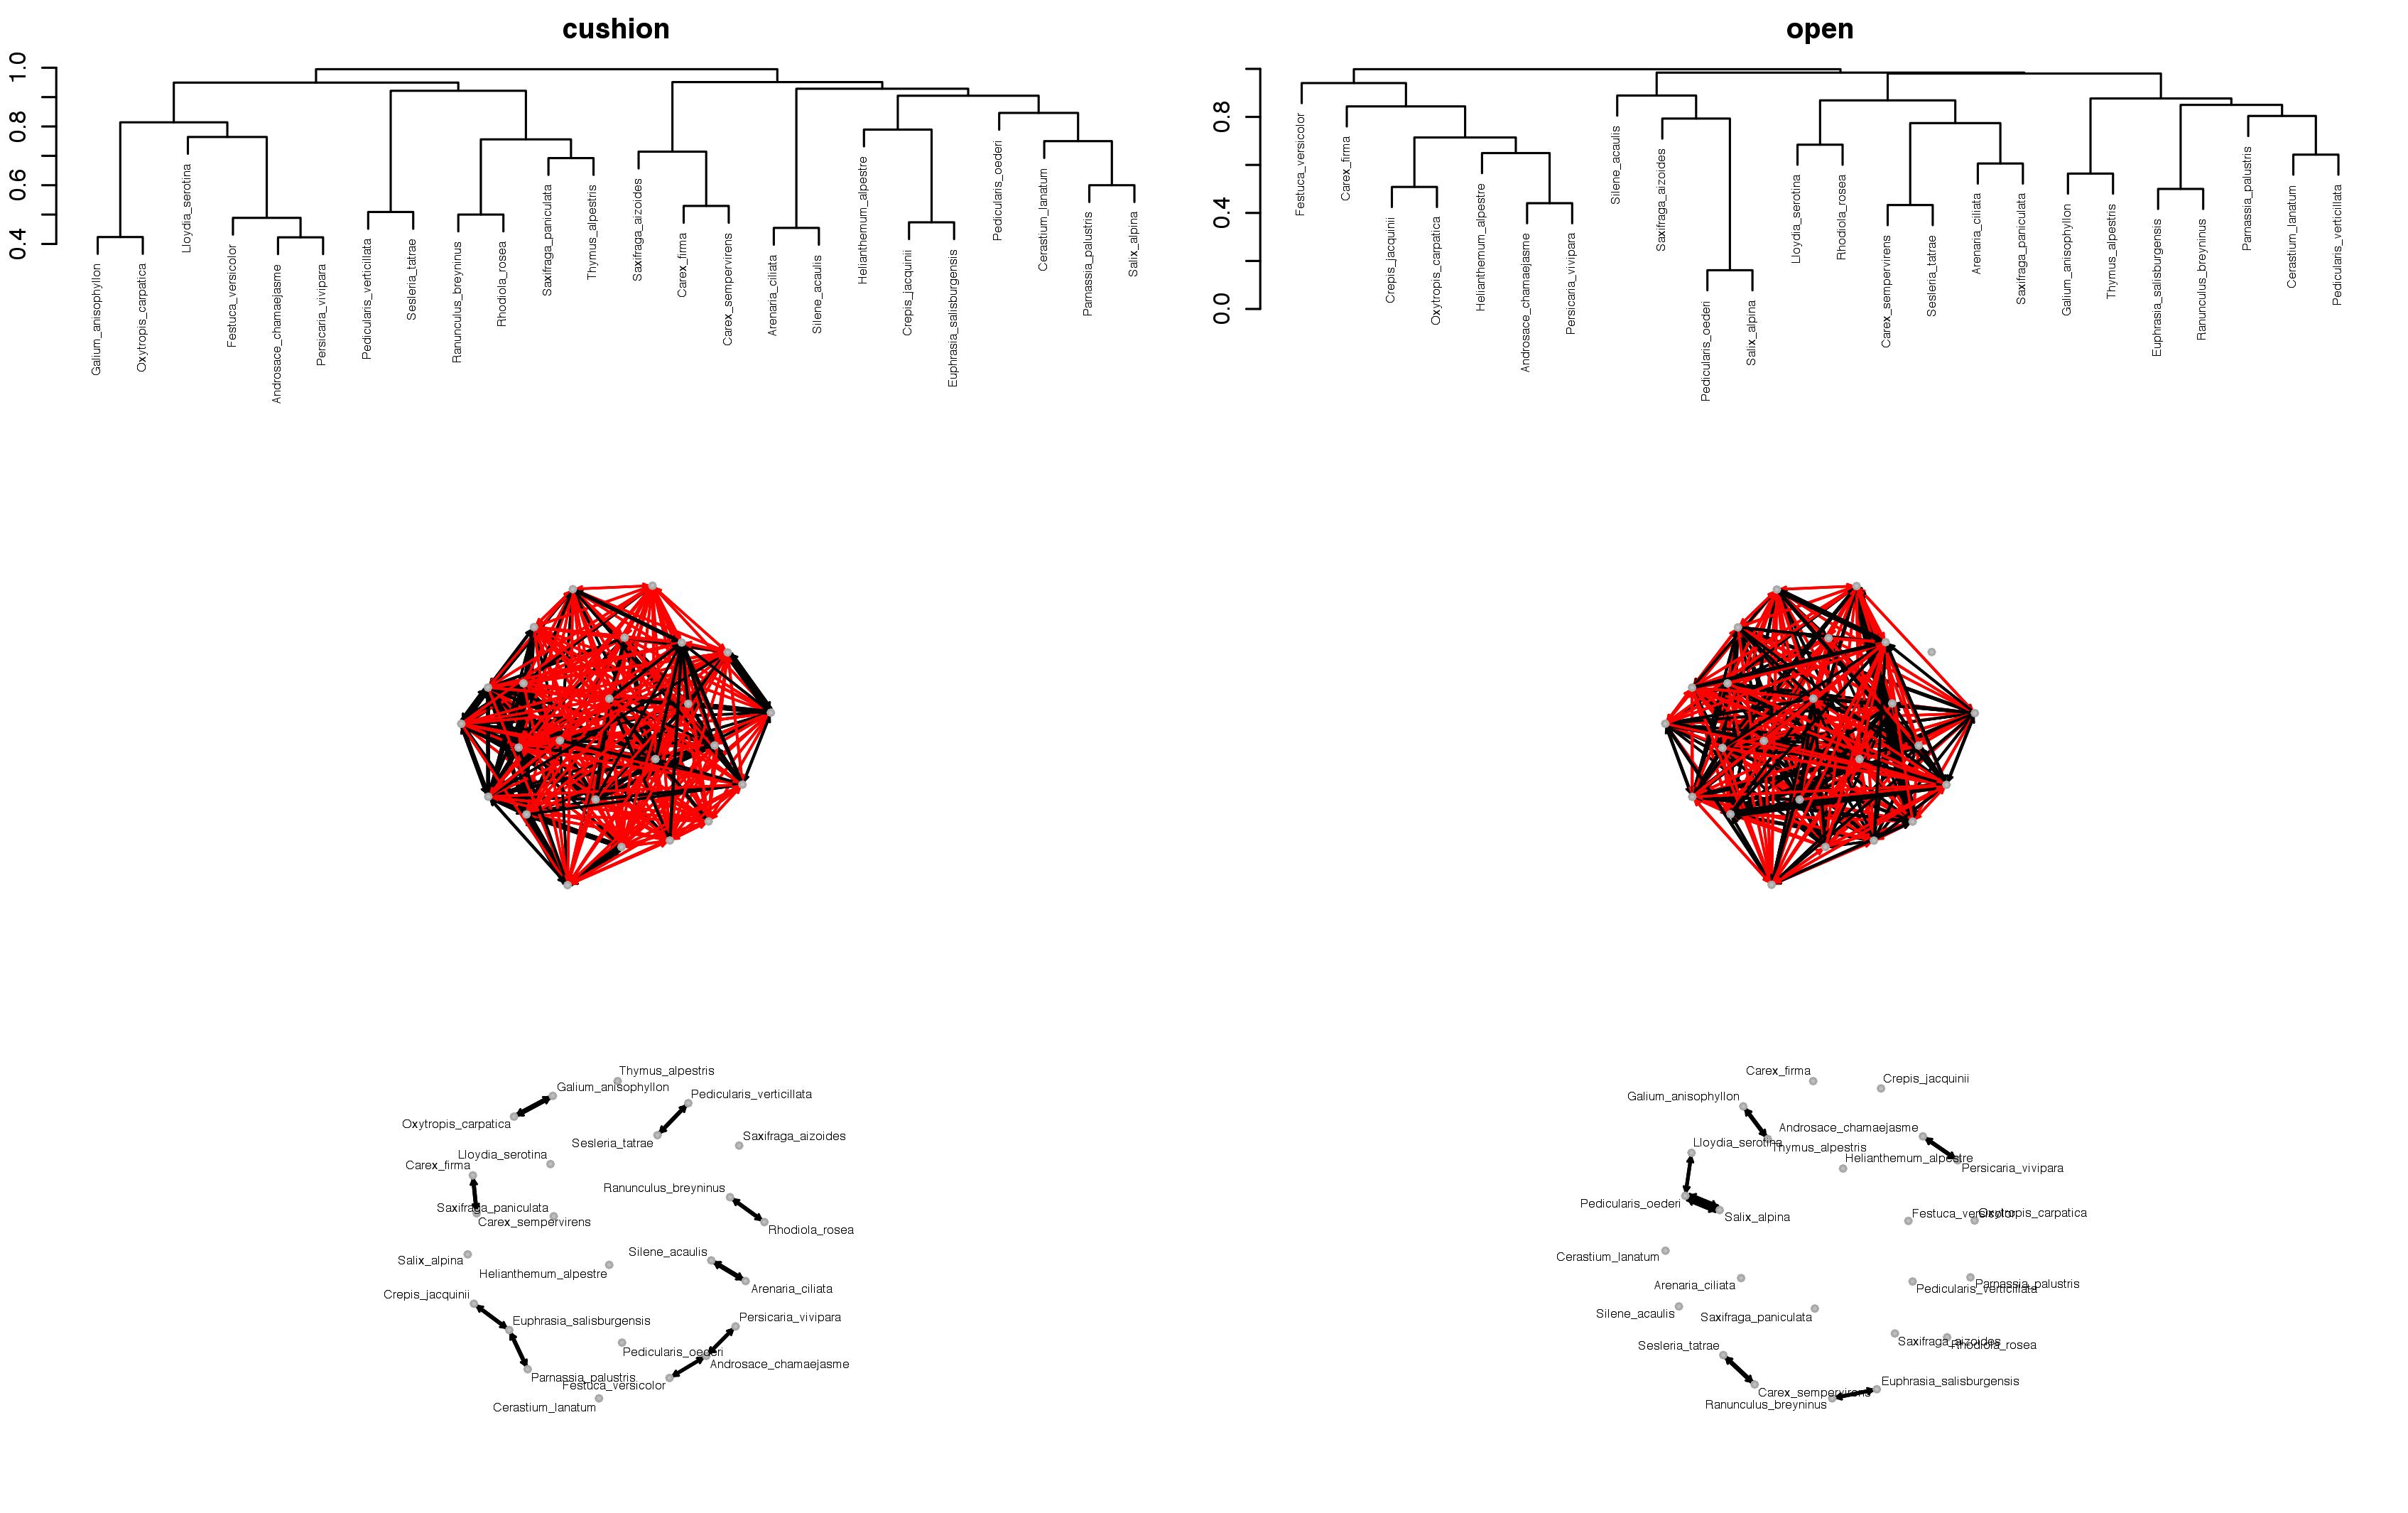 cushion
open
1.0
0.8
0.6
0.4
Galium_anisophyllon
Oxytropis_carpatica
Lloydia_serotina
Festuca_versicolor
Androsace_chamaejasme
Persicaria_vivipara
Pedicularis_verticillata
Sesleria_tatrae
Ranunculus_breyninus
Rhodiola_rosea
Saxifraga_paniculata
Thymus_alpestris
Saxifraga_aizoides
Carex_firma
Carex_sempervirens
Arenaria_ciliata
Silene_acaulis
Helianthemum_alpestre
Crepis_jacquinii
Euphrasia_salisburgensis
Pedicularis_oederi
Cerastium_lanatum
Parnassia_palustris
Salix_alpina
0.8
0.4
0.0
Festuca_versicolor
Carex_firma
Crepis_jacquinii
Oxytropis_carpatica
Helianthemum_alpestre
Androsace_chamaejasme
Persicaria_vivipara
Silene_acaulis
Saxifraga_aizoides
Pedicularis_oederi
Salix_alpina
Lloydia_serotina
Rhodiola_rosea
Carex_sempervirens
Sesleria_tatrae
Arenaria_ciliata
Saxifraga_paniculata
Galium_anisophyllon
Thymus_alpestris
Euphrasia_salisburgensis
Ranunculus_breyninus
Parnassia_palustris
Cerastium_lanatum
Pedicularis_verticillata
Thymus_alpestris
Galium_anisophyllon
Pedicularis_verticillata
Oxytropis_carpatica
Sesleria_tatrae
Saxifraga_aizoides
Lloydia_serotina
Carex_firma
Ranunculus_breyninus
Saxifraga_paniculata
Carex_sempervirens
Rhodiola_rosea
Silene_acaulis
Salix_alpina
Helianthemum_alpestre
Arenaria_ciliata
Crepis_jacquinii
Euphrasia_salisburgensis
Persicaria_vivipara
Pedicularis_oederi
Androsace_chamaejasme
Parnassia_palustris
Festuca_versicolor
Cerastium_lanatum
Carex_firma
Crepis_jacquinii
Galium_anisophyllon
Androsace_chamaejasme
Lloydia_serotina
Thymus_alpestris
Helianthemum_alpestre
Persicaria_vivipara
Pedicularis_oederi
Salix_alpina
Festuca_versicolor
Oxytropis_carpatica
Cerastium_lanatum
Arenaria_ciliata
Parnassia_palustris
Pedicularis_verticillata
Silene_acaulis
Saxifraga_paniculata
Saxifraga_aizoides
Rhodiola_rosea
Sesleria_tatrae
Euphrasia_salisburgensis
Carex_sempervirens
Ranunculus_breyninus